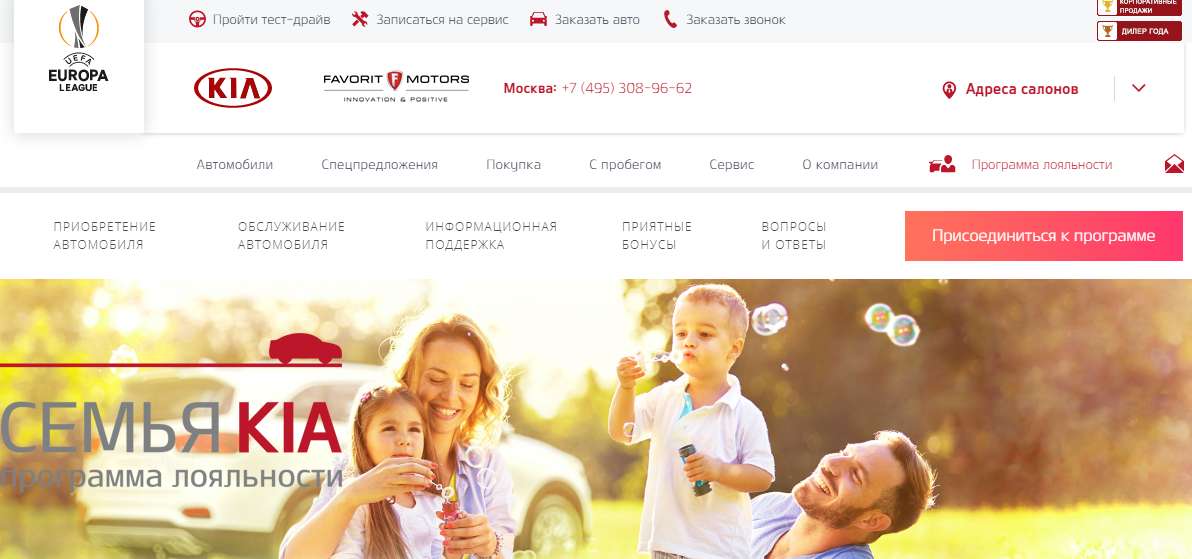 Пройти тест-драйв
Записаться на сервис
Заказать авто
Заказать звонок
КОРПОРАТИВНЫЕ
ПРОДАЖИ
ДИЛЕР ГОДА
UEFA
EUROPA
LEAGUE
KIA
FAVORIT F MOTORS
INNOVATION & POSITIVE
Москва: +7 (495) 308-96-62
Адреса салонов
Автомобили
Спецпредложения
Покупка
С пробегом
Сервис
О компании
Программа лояльности
ПРИОБРЕТЕНИЕ
АВТОМОБИЛЯ
ОБСЛУЖИВАНИЕ
АВТОМОБИЛЯ
ИНФОРМАЦИОННАЯ
ПОДДЕРЖКА
ПРИЯТНЫЕ
БОНУСЫ
ВОПРОСЫ
И ОТВЕТЫ
Присоединиться к программе
СЕМЬЯ KIA
программа лояльности